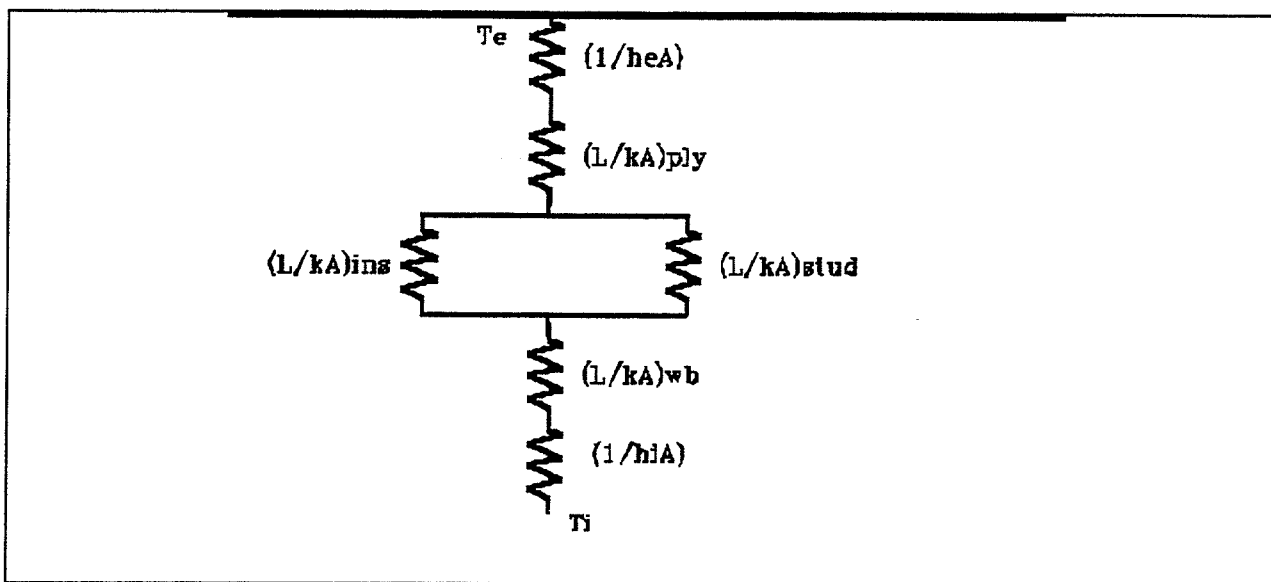 Te
(1/heA)
(L/kA)ply
(L/kA)ins
(L/kA)stud
(L/kA)wb
(1/hiA)
Ti